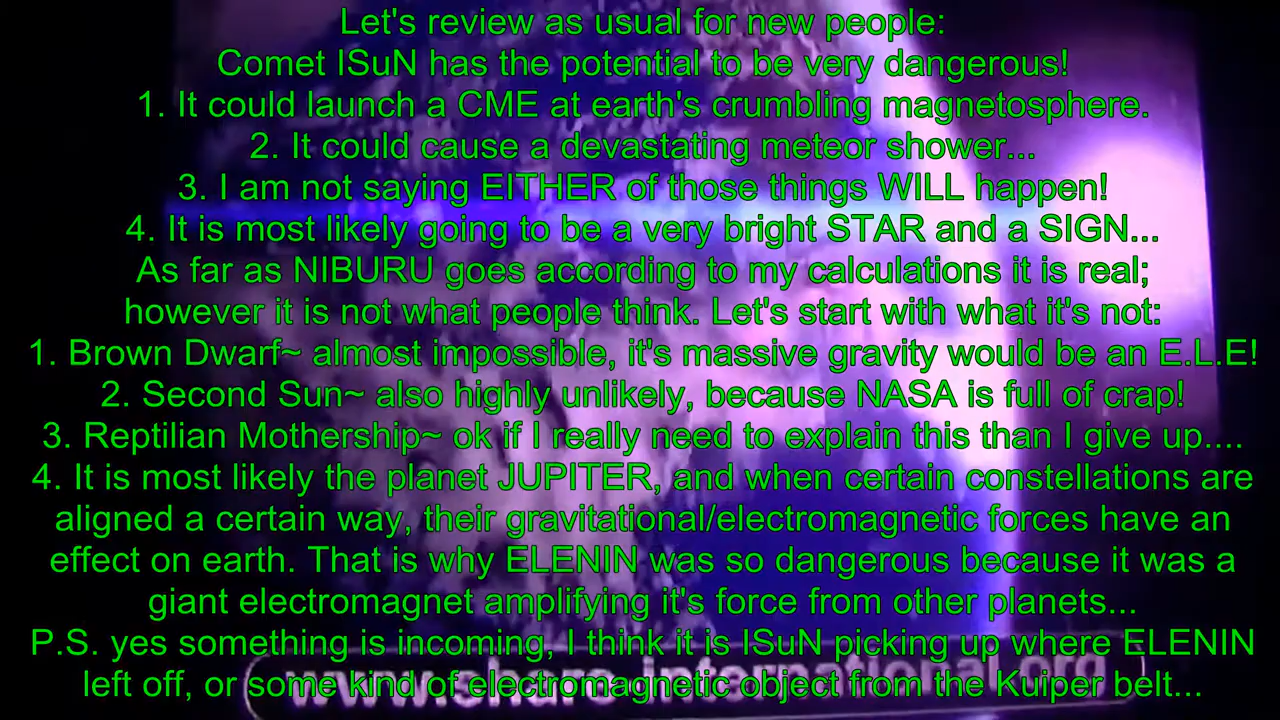 Let's review as usual for new people:
Comet ISuN has the potential to be very dangerous!
1. It could launch a CME at earth's crumbling magnetosphere.
2. It could cause a devastating meteor shower...
3. I am not saying EITHER of those things WILL happen!
4. It is most likely going to be a very bright STAR and a SIGN...
As far as NIBURU goes according to my calculations it is real;
however it is not what people think. Let's start with what it's not:
1. Brown Dwarf~ almost impossible, it's massive gravity would be an E.L.E!
2. Second Sun~ also highly unlikely, because NASA is full of crap!
3. Reptilian Mothership~ ok if I really need to explain this than I give up....
4. It is most likely the planet JUPITER, and when certain constellations are
aligned a certain way, their gravitational/electromagnetic forces have an
effect on earth. That is why ELENIN was so dangerous because it was a
giant electromagnet amplifying it's force from other planets...
P.S. yes something is incoming, I think it is ISuN picking up where ELENIN
left off, or some kind of electromagnetic object from the Kuiper belt...
www.share-international.org